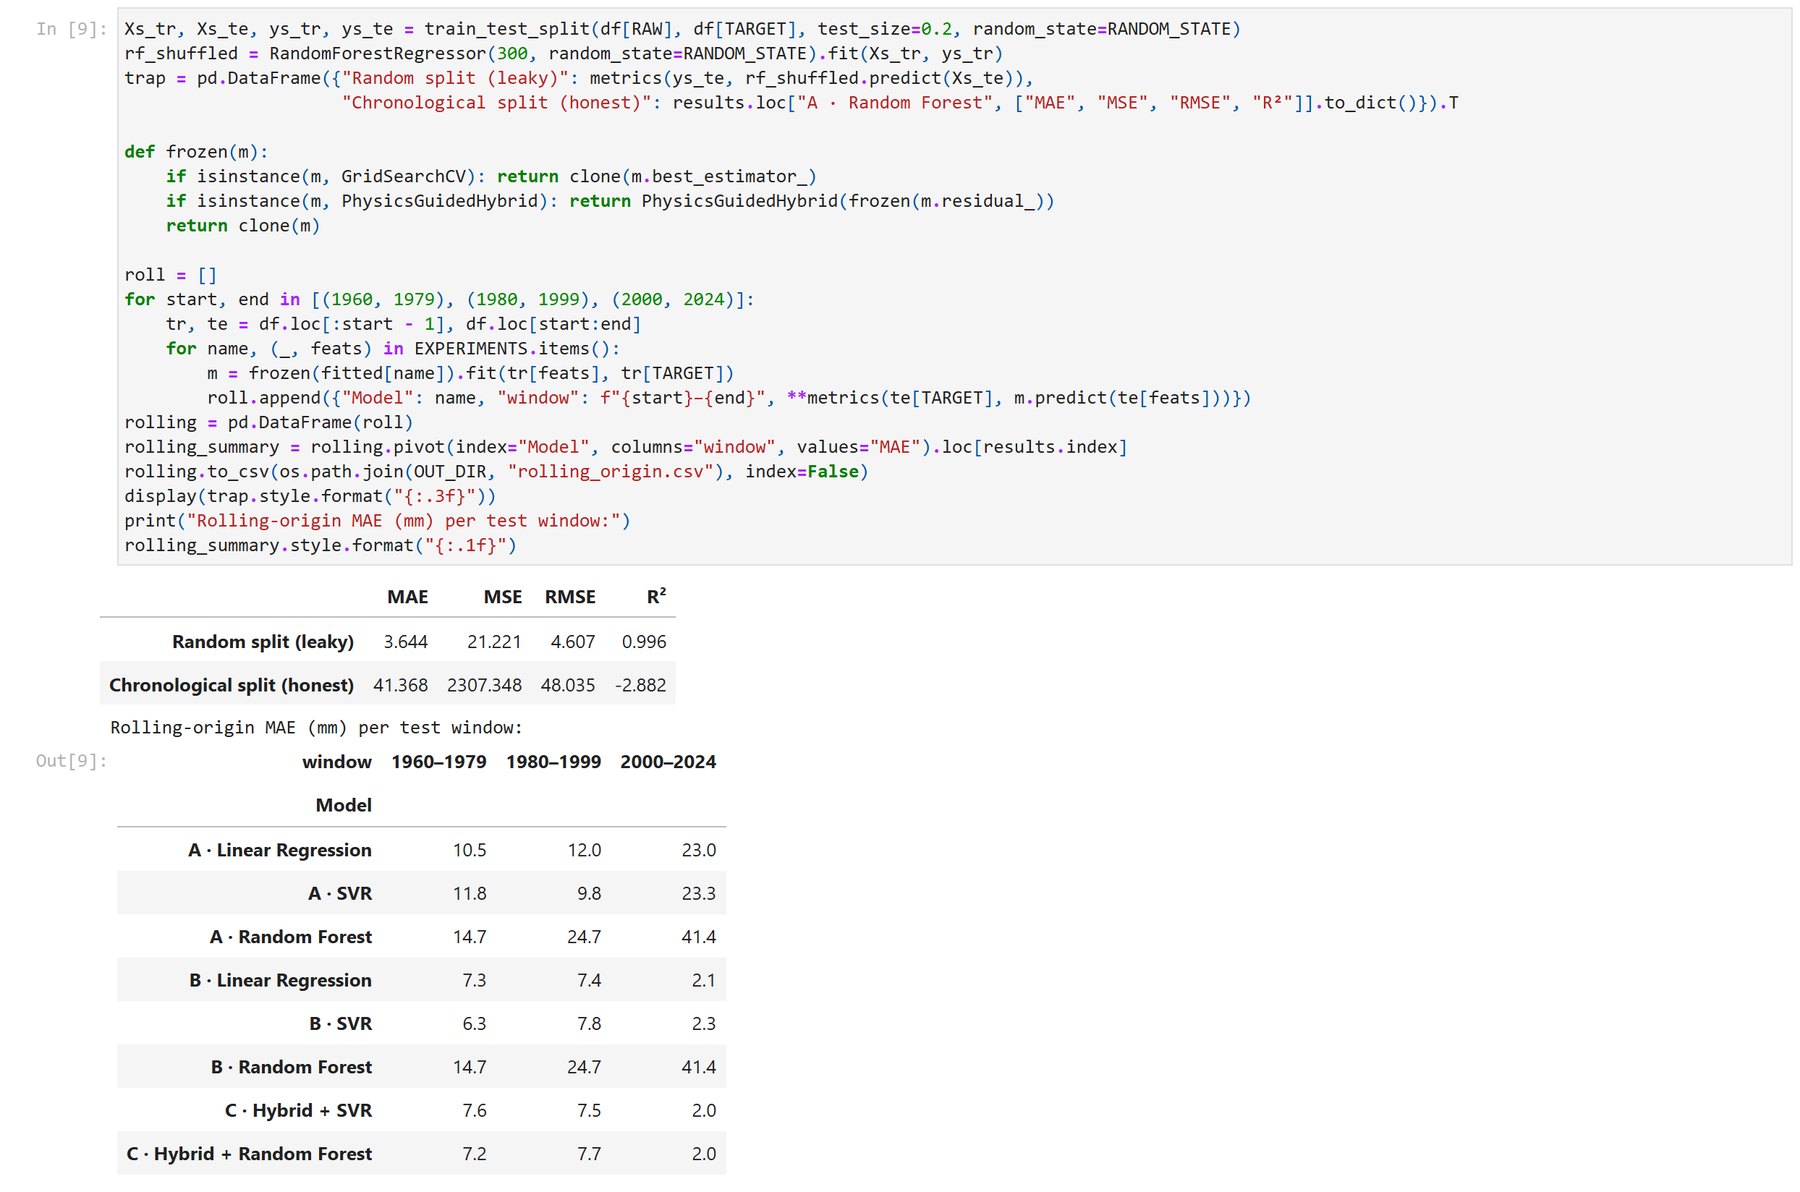 In [9]:
Xs_tr, Xs_te, ys_tr, ys_te = train_test_split(df[RAW], df[TARGET], test_size=0.2, random_state=RANDOM_STATE)
rf_shuffled = RandomForestRegressor(300, random_state=RANDOM_STATE).fit(Xs_tr, ys_tr)
trap = pd.DataFrame({"Random split (leaky)": metrics(ys_te, rf_shuffled.predict(Xs_te)),
                     "Chronological split (honest)": results.loc["A · Random Forest", ["MAE", "MSE", "RMSE", "R²"]].to_dict()}).T

def frozen(m):
    if isinstance(m, GridSearchCV): return clone(m.best_estimator_)
    if isinstance(m, PhysicsGuidedHybrid): return PhysicsGuidedHybrid(frozen(m.residual_))
    return clone(m)

roll = []
for start, end in [(1960, 1979), (1980, 1999), (2000, 2024)]:
    tr, te = df.loc[:start - 1], df.loc[start:end]
    for name, (_, feats) in EXPERIMENTS.items():
        m = frozen(fitted[name]).fit(tr[feats], tr[TARGET])
        roll.append({"Model": name, "window": f"{start}–{end}", **metrics(te[TARGET], m.predict(te[feats]))})
rolling = pd.DataFrame(roll)
rolling_summary = rolling.pivot(index="Model", columns="window", values="MAE").loc[results.index]
rolling.to_csv(os.path.join(OUT_DIR, "rolling_origin.csv"), index=False)
display(trap.style.format("{:.3f}"))
print("Rolling-origin MAE (mm) per test window:")
rolling_summary.style.format("{:.1f}")
MAE MSE RMSE R²
Random split (leaky) 3.644 21.221 4.607 0.996
Chronological split (honest) 41.368 2307.348 48.035 -2.882
Rolling-origin MAE (mm) per test window:
Out[9]:
window 1960–1979 1980–1999 2000–2024
Model
A · Linear Regression 10.5 12.0 23.0
A · SVR 11.8 9.8 23.3
A · Random Forest 14.7 24.7 41.4
B · Linear Regression 7.3 7.4 2.1
B · SVR 6.3 7.8 2.3
B · Random Forest 14.7 24.7 41.4
C · Hybrid + SVR 7.6 7.5 2.0
C · Hybrid + Random Forest 7.2 7.7 2.0